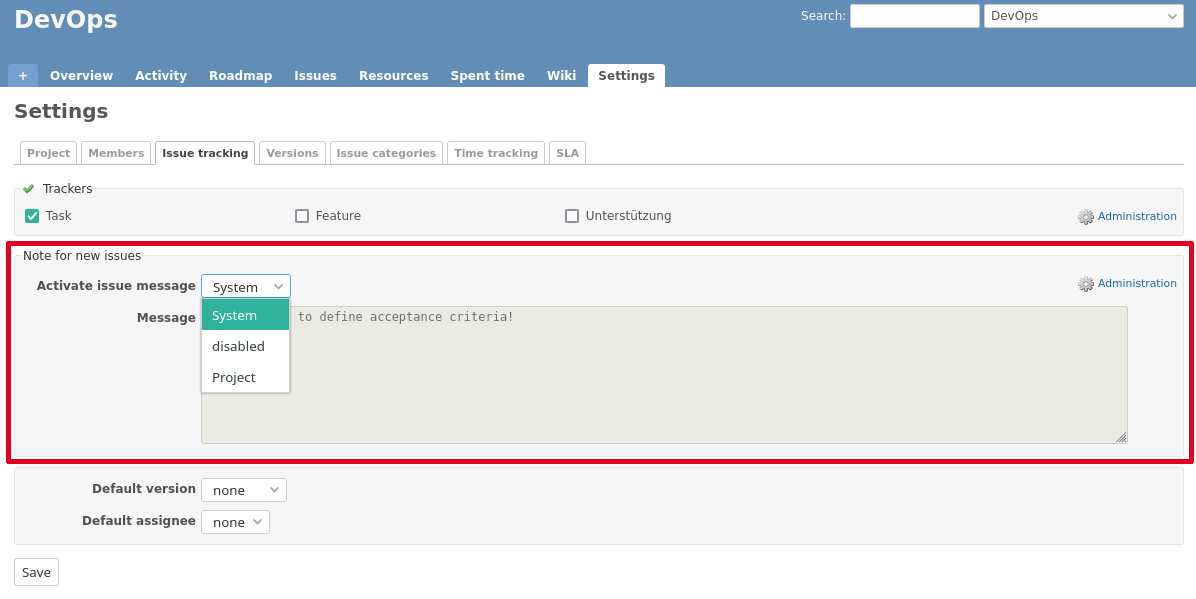 DevOps
Search:
DevOps
+ Overview Activity Roadmap Issues Resources Spent time Wiki Settings
Settings
Project Members Issue tracking Versions Issue categories Time tracking SLA
Trackers
Task Feature Unterstützung Administration
Note for new issues
Activate issue message System Administration
Message to define acceptance criteria!
System
disabled
Project
Default version none
Default assignee none
Save